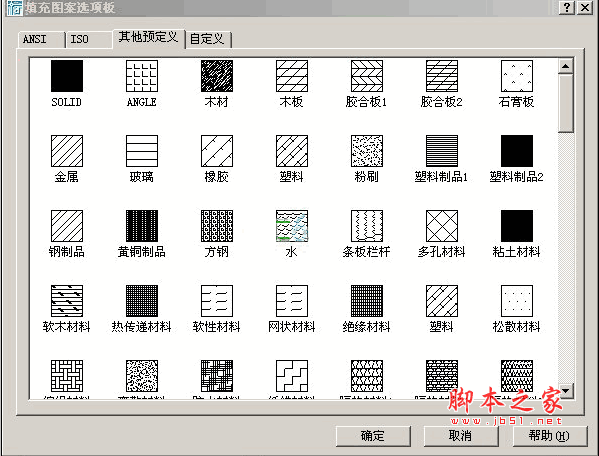 填充图案选项板
ANSI ISO 其他预定义 自定义
SOLID ANGLE 木材 木板 胶合板1 胶合板2 石膏板
金属 玻璃 橡胶 塑料 粉刷 塑料制品1 塑料制品2
钢制品 黄铜制品 方钢 水 条板栏杆 多孔材料 粘土材料
软木材料 热传递材料 软性材料 网状材料 绝缘材料 塑料 松散材料
脚本之家
www.jb51.net
确定 取消 帮助(H)